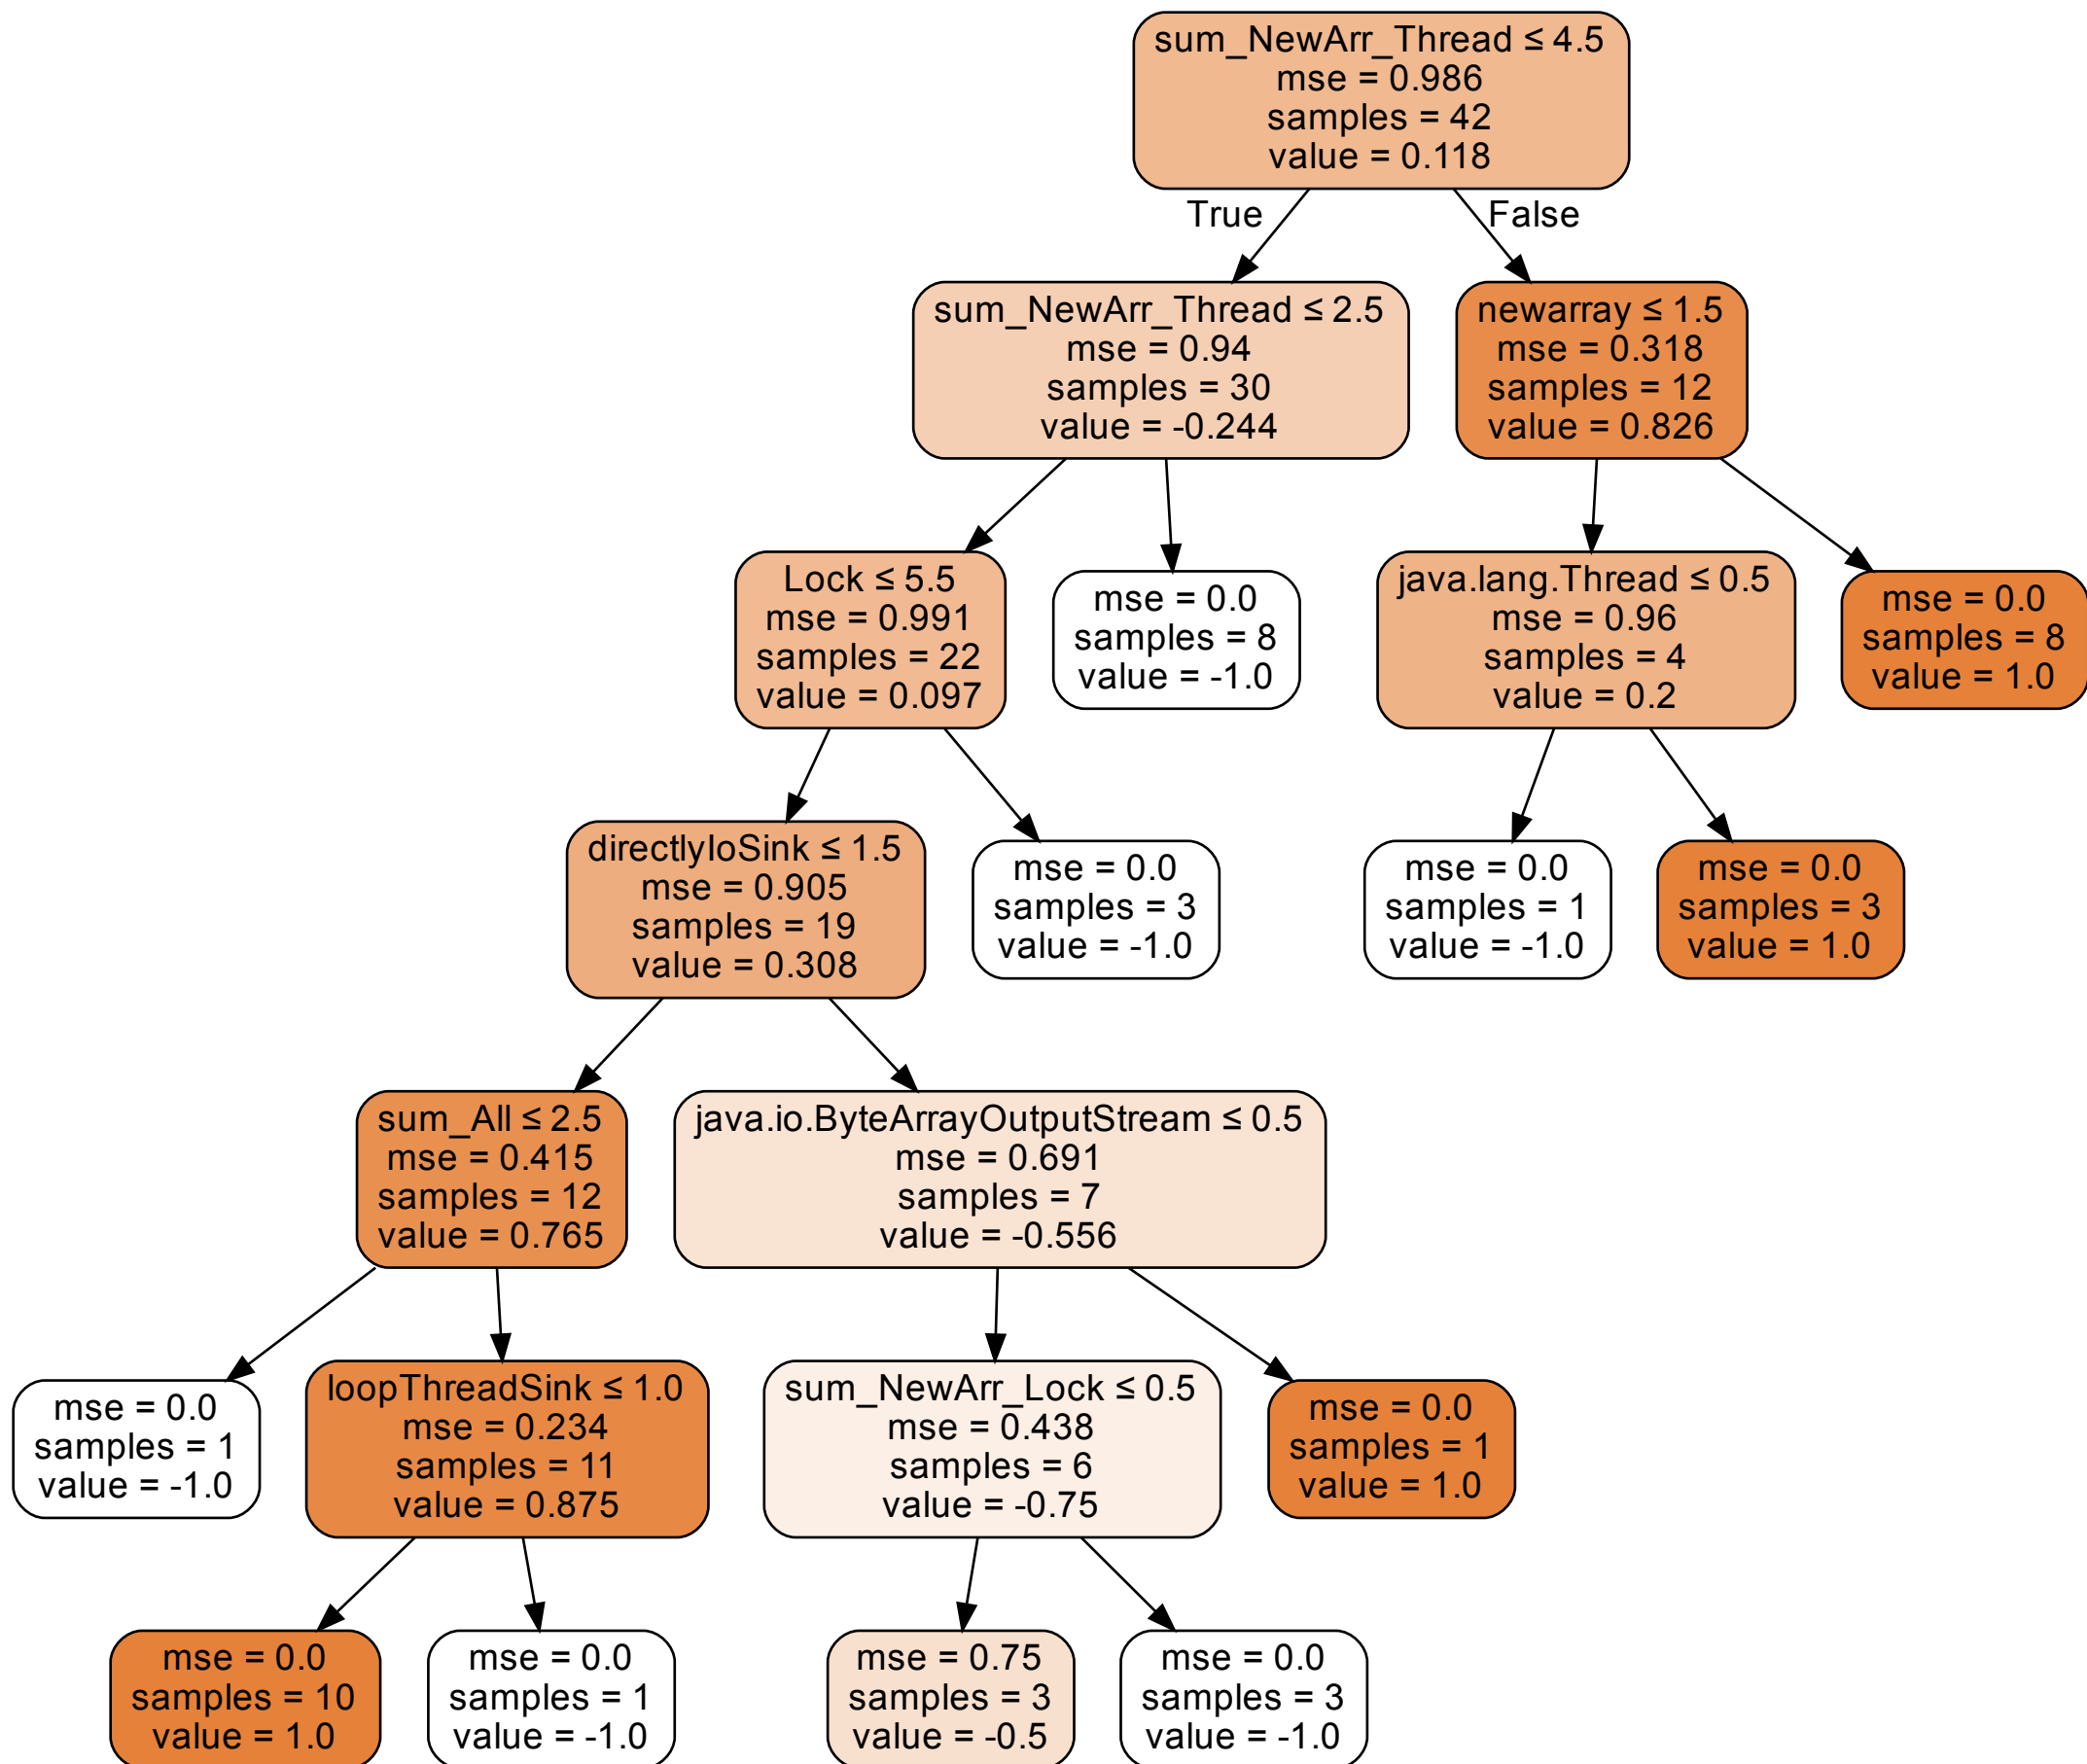 sum_NewArr_Thread ≤ 4.5
mse = 0.986
samples = 42
value = 0.118
True
False
sum_NewArr_Thread ≤ 2.5
mse = 0.94
samples = 30
value = -0.244
newarray ≤ 1.5
mse = 0.318
samples = 12
value = 0.826
Lock ≤ 5.5
mse = 0.991
samples = 22
value = 0.097
mse = 0.0
samples = 8
value = -1.0
java.lang.Thread ≤ 0.5
mse = 0.96
samples = 4
value = 0.2
mse = 0.0
samples = 8
value = 1.0
directlyIoSink ≤ 1.5
mse = 0.905
samples = 19
value = 0.308
mse = 0.0
samples = 3
value = -1.0
mse = 0.0
samples = 1
value = -1.0
mse = 0.0
samples = 3
value = 1.0
sum_All ≤ 2.5
mse = 0.415
samples = 12
value = 0.765
java.io.ByteArrayOutputStream ≤ 0.5
mse = 0.691
samples = 7
value = -0.556
mse = 0.0
samples = 1
value = -1.0
loopThreadSink ≤ 1.0
mse = 0.234
samples = 11
value = 0.875
sum_NewArr_Lock ≤ 0.5
mse = 0.438
samples = 6
value = -0.75
mse = 0.0
samples = 1
value = 1.0
mse = 0.0
samples = 10
value = 1.0
mse = 0.0
samples = 1
value = -1.0
mse = 0.75
samples = 3
value = -0.5
mse = 0.0
samples = 3
value = -1.0